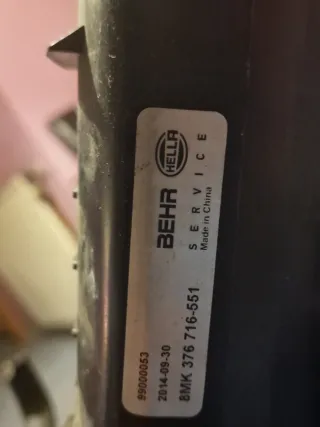 BEHR HELLA
SERVICE
Made in China
99000053
2014-09-30
8MK 376 716-551